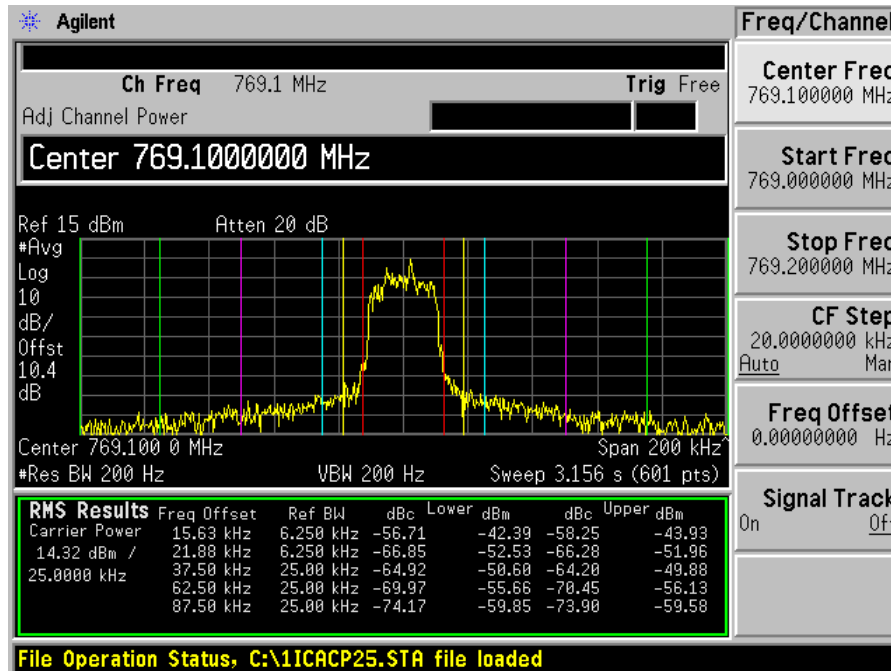 Agilent
Freq/Channel
Ch Freq 769.1 MHz Trig Free
Adj Channel Power
Center 769.1000000 MHz
Ref 15 dBm Atten 20 dB
#Avg
Log
10
dB/
Offst
10.4
dB
Center 769.100 0 MHz Span 200 kHz^
#Res BW 200 Hz VBW 200 Hz Sweep 3.156 s (601 pts)
RMS Results Freq Offset Ref BW dBc Lower dBm dBc Upper dBm
Carrier Power 15.63 kHz 6.250 kHz -56.71 -42.39 -58.25 -43.93
14.32 dBm / 21.88 kHz 6.250 kHz -66.85 -52.53 -66.28 -51.96
25.0000 kHz 37.50 kHz 25.00 kHz -64.92 -50.60 -64.20 -49.88
62.50 kHz 25.00 kHz -69.97 -55.66 -70.45 -56.13
87.50 kHz 25.00 kHz -74.17 -59.85 -73.90 -59.58
File Operation Status, C:\1ICACP25.STA file loaded
Center Freq
769.100000 MHz
Start Freq
769.000000 MHz
Stop Freq
769.200000 MHz
CF Step
20.0000000 kHz
Auto Man
Freq Offset
0.00000000 Hz
Signal Track
On Off